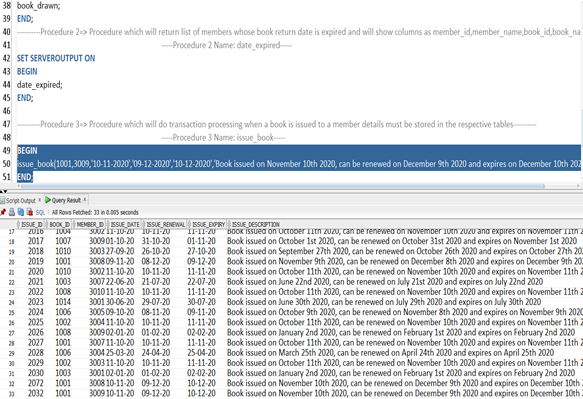 38 book_drawn;
39 END;
40 ----------Procedure 2=> Procedure which will return list of members whose book return date is expired and will show columns as member_id,member_name,book_id,book_na
41 -----Procedure 2 Name: date_expired-----
42 SET SERVEROUTPUT ON
43 BEGIN
44 date_expired;
45 END;
46
47 ----------Procedure 3=> Procedure which will do transaction processing when a book is issued to a member details must be stored in the respective tables----------
48 -----Procedure 3 Name: issue_book-----
49 BEGIN
50 issue_book(1001,3009,'10-11-2020','09-12-2020','10-12-2020','Book issued on November 10th 2020, can be renewed on December 9th 2020 and expires on December 10th 202
51 END;
Script Output × Query Result ×
SQL | All Rows Fetched: 33 in 0.005 seconds
ISSUE_ID BOOK_ID MEMBER_ID ISSUE_DATE ISSUE_RENEWAL ISSUE_EXPIRY ISSUE_DESCRIPTION
17 2016 1004 3002 11-10-20 10-11-20 11-11-20 Book issued on October 11th 2020, can be renewed on November 10th 2020 and expires on November 11th 2
18 2017 1007 3009 01-10-20 31-10-20 01-11-20 Book issued on October 1st 2020, can be renewed on October 31st 2020 and expires on November 1st 2020
19 2018 1010 3003 27-09-20 26-10-20 27-10-20 Book issued on September 27th 2020, can be renewed on October 26th 2020 and expires on October 27th 202
20 2019 1001 3008 09-11-20 08-12-20 09-12-20 Book issued on November 9th 2020, can be renewed on December 8th 2020 and expires on December 9th 2020
21 2020 1010 3002 11-10-20 10-11-20 11-11-20 Book issued on October 11th 2020, can be renewed on November 10th 2020 and expires on November 11th 2
22 2021 1003 3007 22-06-20 21-07-20 22-07-20 Book issued on June 22nd 2020, can be renewed on July 21st 2020 and expires on July 22nd 2020
23 2022 1008 3010 11-10-20 10-11-20 11-11-20 Book issued on October 11th 2020, can be renewed on November 10th 2020 and expires on November 11th 2
24 2023 1014 3001 30-06-20 29-07-20 30-07-20 Book issued on June 30th 2020, can be renewed on July 29th 2020 and expires on July 30th 2020
25 2024 1006 3005 09-10-20 08-11-20 09-11-20 Book issued on October 9th 2020, can be renewed on November 8th 2020 and expires on November 9th 2020
26 2025 1002 3004 11-10-20 10-11-20 11-11-20 Book issued on October 11th 2020, can be renewed on November 10th 2020 and expires on November 11th 2
27 2026 1008 3009 02-01-20 01-02-20 02-02-20 Book issued on January 2nd 2020, can be renewed on February 1st 2020 and expires on February 2nd 2020
28 2027 1001 3007 11-10-20 10-11-20 11-11-20 Book issued on October 11th 2020, can be renewed on November 10th 2020 and expires on November 11th 2
29 2028 1006 3004 25-03-20 24-04-20 25-04-20 Book issued on March 25th 2020, can be renewed on April 24th 2020 and expires on April 25th 2020
30 2029 1002 3003 11-10-20 10-11-20 11-11-20 Book issued on October 11th 2020, can be renewed on November 10th 2020 and expires on November 11th 2
31 2030 1003 3001 02-01-20 01-02-20 02-02-20 Book issued on January 2nd 2020, can be renewed on February 1st 2020 and expires on February 2nd 2020
32 2072 1001 3008 10-11-20 09-12-20 10-12-20 Book issued on November 10th 2020, can be renewed on December 9th 2020 and expires on December 10th 2
33 2032 1001 3009 10-11-20 09-12-20 10-12-20 Book issued on November 10th 2020, can be renewed on December 9th 2020 and expires on December 10th 2